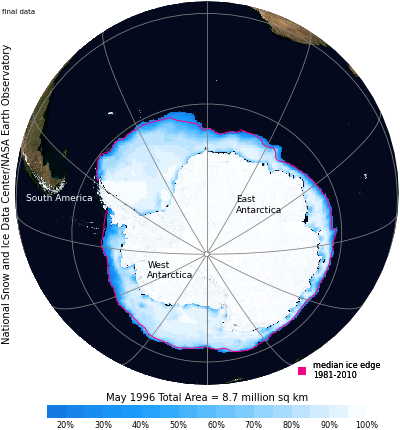 final data
National Snow and Ice Data Center/NASA Earth Observatory
South America
East
Antarctica
West
Antarctica
median ice edge
1981-2010
May 1996 Total Area = 8.7 million sq km
20% 30% 40% 50% 60% 70% 80% 90% 100%